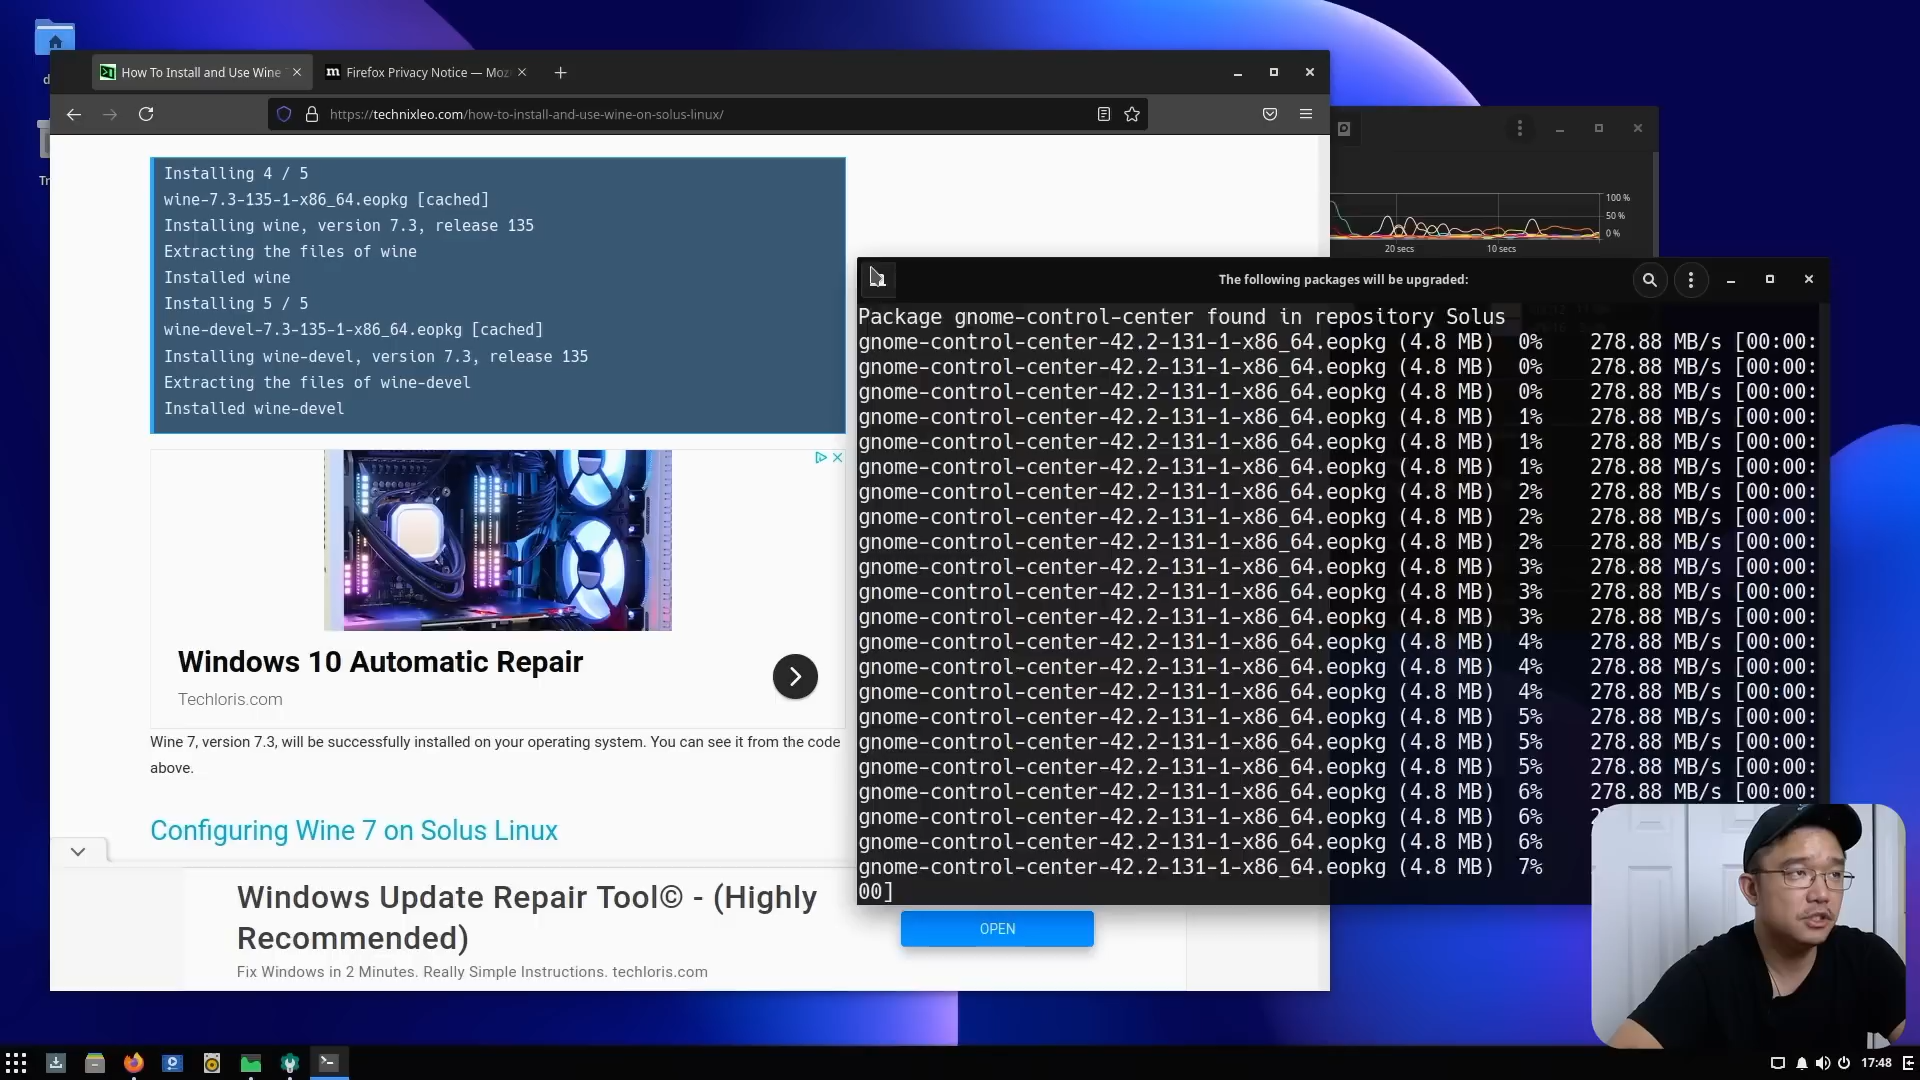 How To Install and Use Wine
Firefox Privacy Notice — Moz
https://technixleo.com/how-to-install-and-use-wine-on-solus-linux/
Installing 4 / 5
wine-7.3-135-1-x86_64.eopkg [cached]
Installing wine, version 7.3, release 135
Extracting the files of wine
Installed wine
Installing 5 / 5
wine-devel-7.3-135-1-x86_64.eopkg [cached]
Installing wine-devel, version 7.3, release 135
Extracting the files of wine-devel
Installed wine-devel
Windows 10 Automatic Repair
Techloris.com
Wine 7, version 7.3, will be successfully installed on your operating system. You can see it from the code
above.
Configuring Wine 7 on Solus Linux
Windows Update Repair Tool© - (Highly
Recommended)
Fix Windows in 2 Minutes. Really Simple Instructions. techloris.com
OPEN
100 %
50 %
0 %
20 secs
10 secs
The following packages will be upgraded:
Package gnome-control-center found in repository Solus
gnome-control-center-42.2-131-1-x86_64.eopkg (4.8 MB) 0% 278.88 MB/s [00:00:
gnome-control-center-42.2-131-1-x86_64.eopkg (4.8 MB) 0% 278.88 MB/s [00:00:
gnome-control-center-42.2-131-1-x86_64.eopkg (4.8 MB) 0% 278.88 MB/s [00:00:
gnome-control-center-42.2-131-1-x86_64.eopkg (4.8 MB) 1% 278.88 MB/s [00:00:
gnome-control-center-42.2-131-1-x86_64.eopkg (4.8 MB) 1% 278.88 MB/s [00:00:
gnome-control-center-42.2-131-1-x86_64.eopkg (4.8 MB) 1% 278.88 MB/s [00:00:
gnome-control-center-42.2-131-1-x86_64.eopkg (4.8 MB) 2% 278.88 MB/s [00:00:
gnome-control-center-42.2-131-1-x86_64.eopkg (4.8 MB) 2% 278.88 MB/s [00:00:
gnome-control-center-42.2-131-1-x86_64.eopkg (4.8 MB) 2% 278.88 MB/s [00:00:
gnome-control-center-42.2-131-1-x86_64.eopkg (4.8 MB) 3% 278.88 MB/s [00:00:
gnome-control-center-42.2-131-1-x86_64.eopkg (4.8 MB) 3% 278.88 MB/s [00:00:
gnome-control-center-42.2-131-1-x86_64.eopkg (4.8 MB) 3% 278.88 MB/s [00:00:
gnome-control-center-42.2-131-1-x86_64.eopkg (4.8 MB) 4% 278.88 MB/s [00:00:
gnome-control-center-42.2-131-1-x86_64.eopkg (4.8 MB) 4% 278.88 MB/s [00:00:
gnome-control-center-42.2-131-1-x86_64.eopkg (4.8 MB) 4% 278.88 MB/s [00:00:
gnome-control-center-42.2-131-1-x86_64.eopkg (4.8 MB) 5% 278.88 MB/s [00:00:
gnome-control-center-42.2-131-1-x86_64.eopkg (4.8 MB) 5% 278.88 MB/s [00:00:
gnome-control-center-42.2-131-1-x86_64.eopkg (4.8 MB) 5% 278.88 MB/s [00:00:
gnome-control-center-42.2-131-1-x86_64.eopkg (4.8 MB) 6% 278.88 MB/s [00:00:
gnome-control-center-42.2-131-1-x86_64.eopkg (4.8 MB) 6%
gnome-control-center-42.2-131-1-x86_64.eopkg (4.8 MB) 6%
gnome-control-center-42.2-131-1-x86_64.eopkg (4.8 MB) 7%
00]
17:48